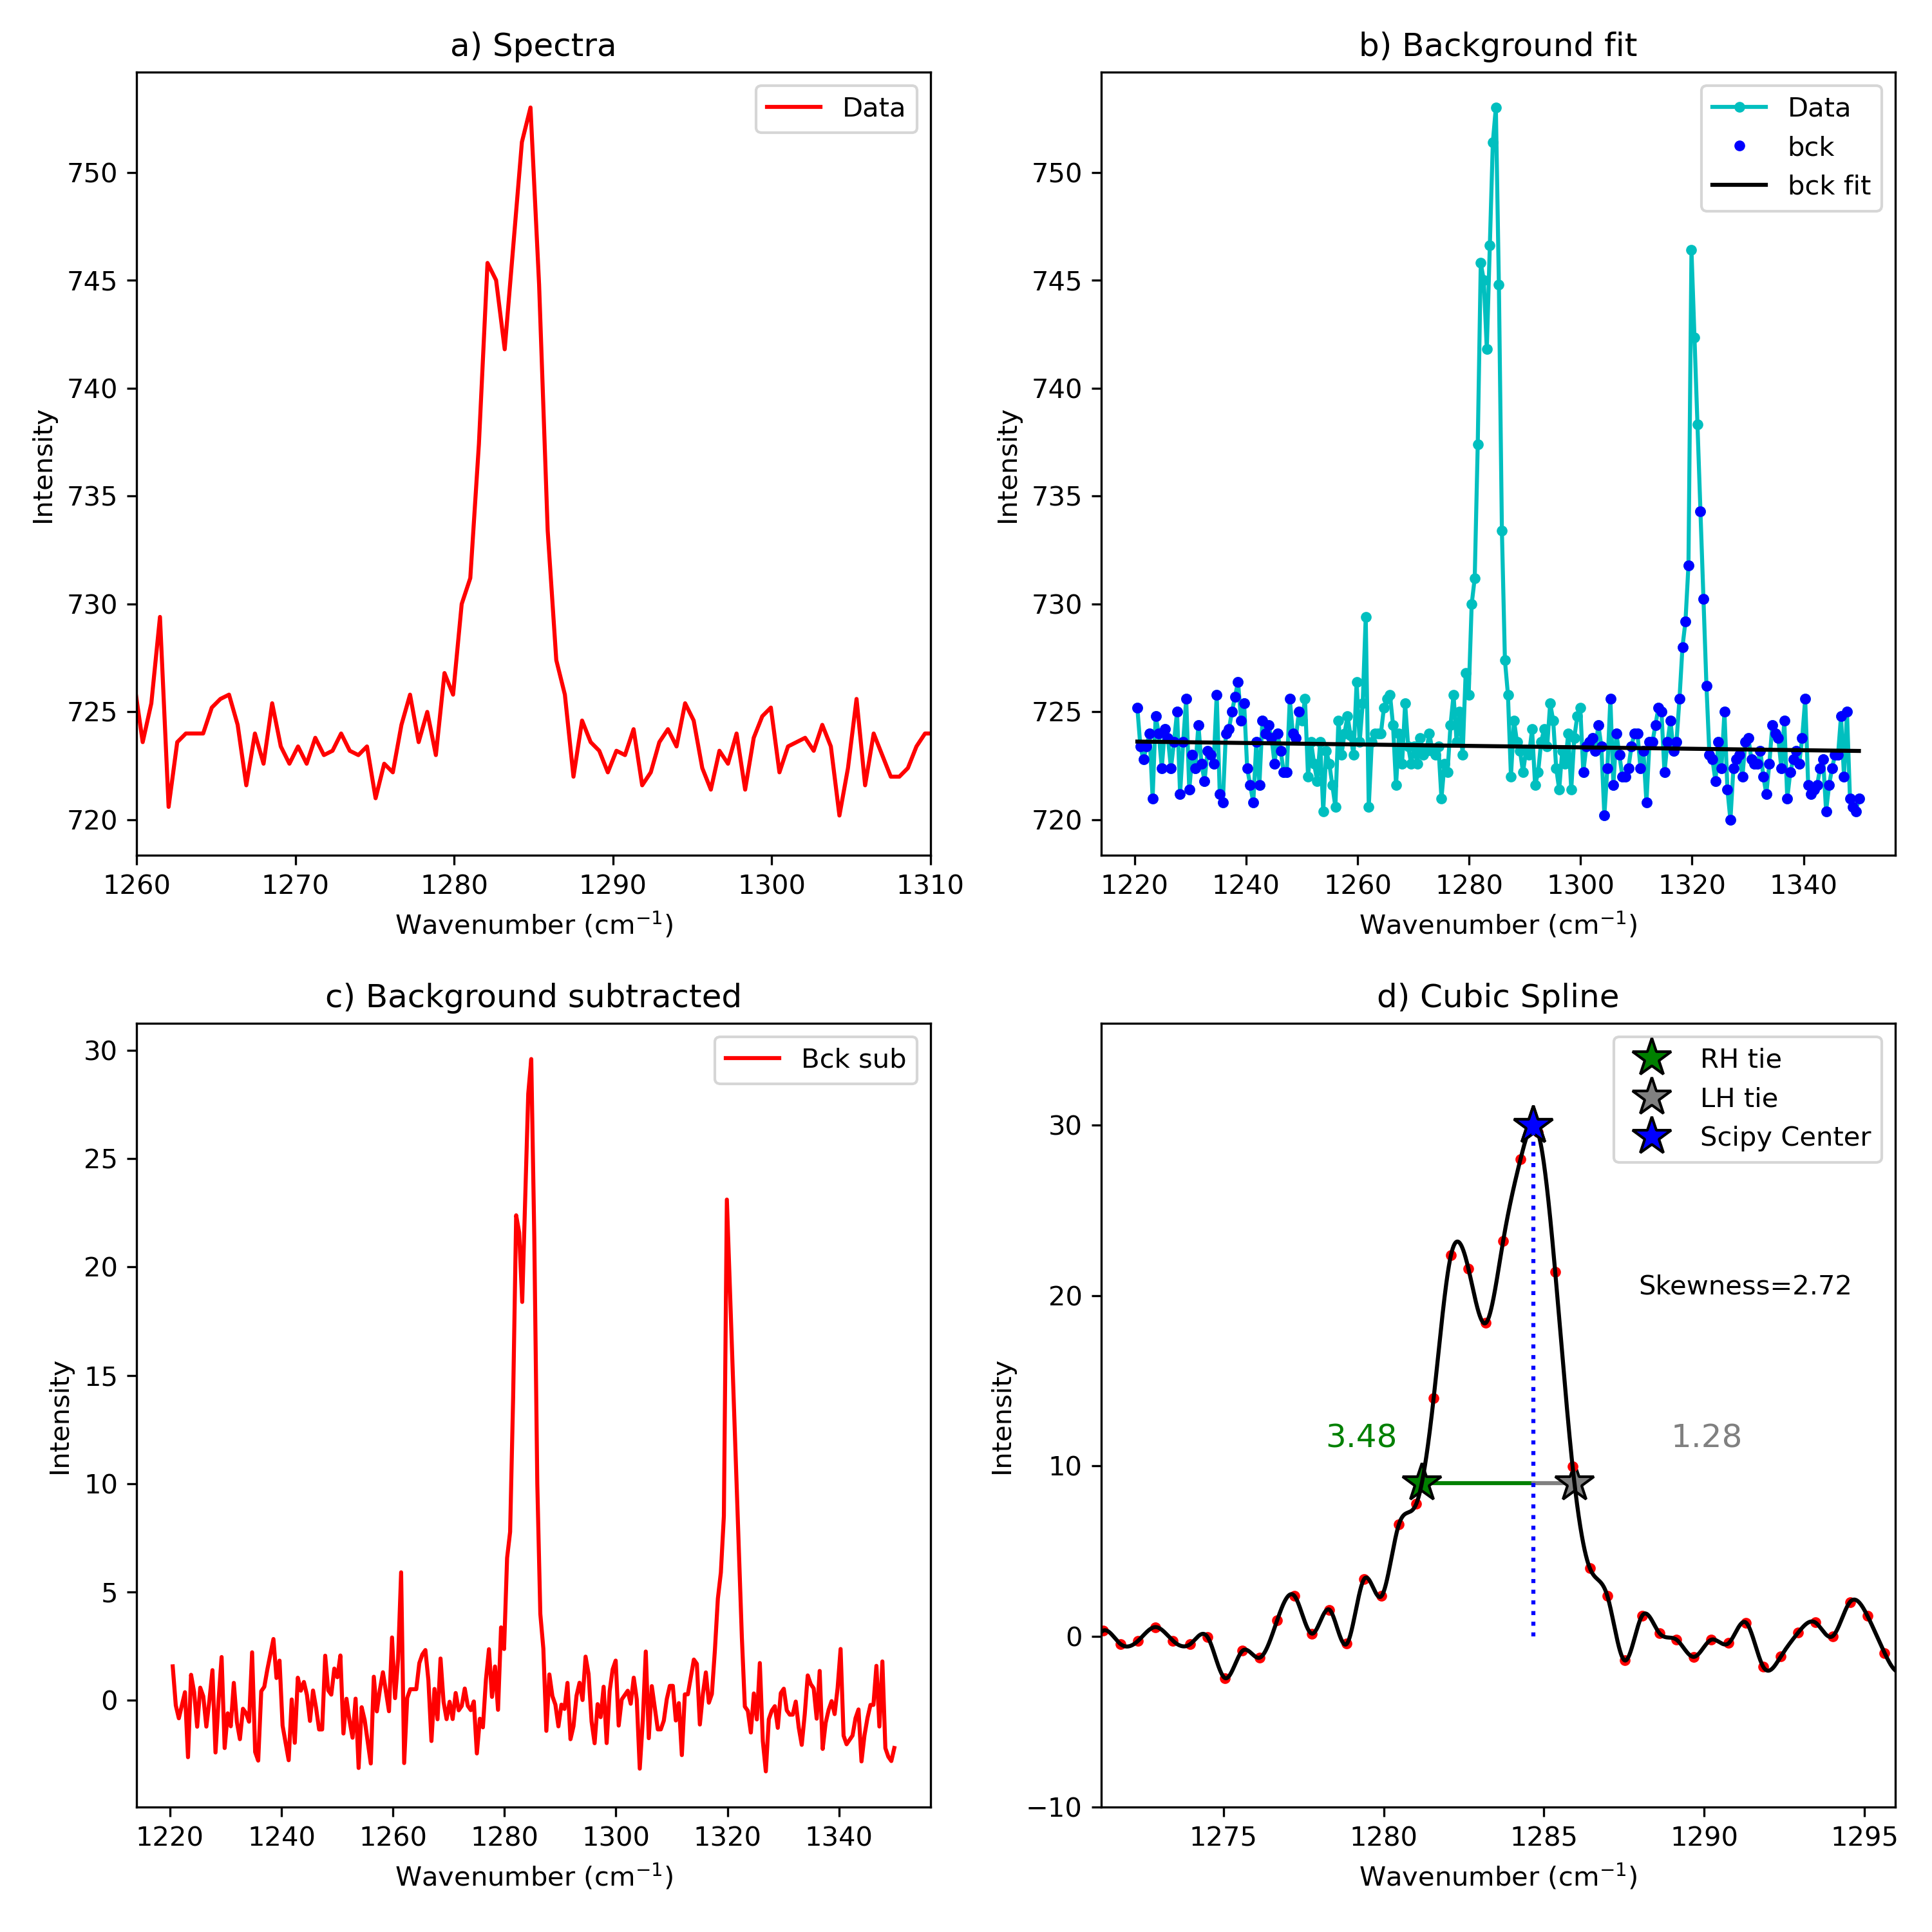 a) Spectra
Data
Intensity
750
745
740
735
730
725
720
1260
1270
1280
1290
1300
1310
Wavenumber (cm⁻¹)
b) Background fit
Data
bck
bck fit
Intensity
750
745
740
735
730
725
720
1220
1240
1260
1280
1300
1320
1340
Wavenumber (cm⁻¹)
c) Background subtracted
Bck sub
Intensity
30
25
20
15
10
5
0
1220
1240
1260
1280
1300
1320
1340
Wavenumber (cm⁻¹)
d) Cubic Spline
RH tie
LH tie
Scipy Center
Skewness=2.72
3.48
1.28
Intensity
30
20
10
0
−10
1275
1280
1285
1290
1295
Wavenumber (cm⁻¹)